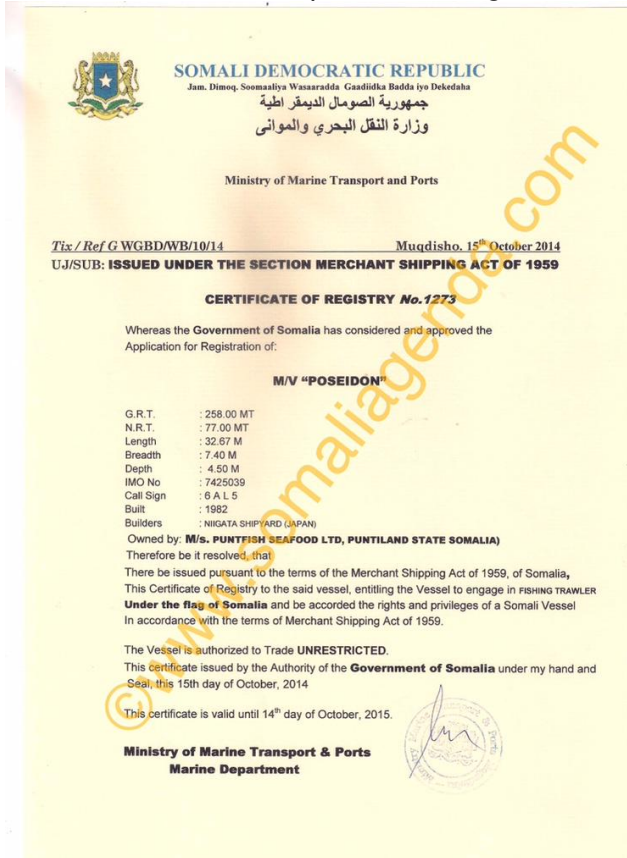 SOMALI DEMOCRATIC REPUBLIC
Jam. Dimoq. Soomaaliya Wasaaradda Gaadiidka Badda iyo Dekedaha
جمهورية الصومال الديمقراطية
وزارة النقل البحري والموانى
Ministry of Marine Transport and Ports
Tix / Ref G WGBD/WB/10/14 Muqdisho. 15th October 2014
UJ/SUB: ISSUED UNDER THE SECTION MERCHANT SHIPPING ACT OF 1959
CERTIFICATE OF REGISTRY No.1273
Whereas the Government of Somalia has considered and approved the
Application for Registration of:
M/V “POSEIDON”
G.R.T. : 258.00 MT
N.R.T. : 77.00 MT
Length : 32.67 M
Breadth : 7.40 M
Depth : 4.50 M
IMO No : 7425039
Call Sign : 6 A L 5
Built : 1982
Builders : NIIGATA SHIPYARD (JAPAN)
Owned by: M/s. PUNTFISH SEAFOOD LTD, PUNTILAND STATE SOMALIA)
Therefore be it resolved, that
There be issued pursuant to the terms of the Merchant Shipping Act of 1959, of Somalia,
This Certificate of Registry to the said vessel, entitling the Vessel to engage in FISHING TRAWLER
Under the flag of Somalia and be accorded the rights and privileges of a Somali Vessel
In accordance with the terms of Merchant Shipping Act of 1959.
The Vessel is authorized to Trade UNRESTRICTED.
This certificate issued by the Authority of the Government of Somalia under my hand and
Seal, this 15th day of October, 2014
This certificate is valid until 14th day of October, 2015.
Ministry of Marine Transport & Ports
Marine Department
©www.somaliagenda.com